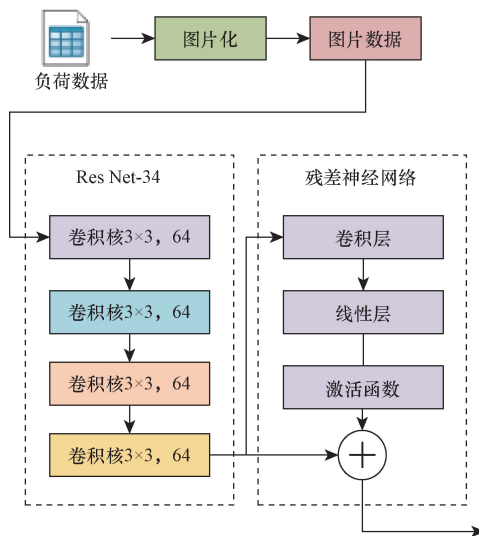 负荷数据
图片化
图片数据
Res Net-34
卷积核3×3，64
卷积核3×3，64
卷积核3×3，64
卷积核3×3，64
残差神经网络
卷积层
线性层
激活函数